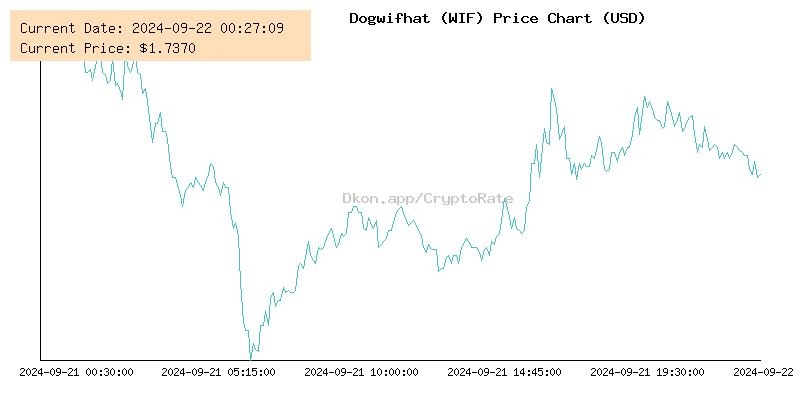 Dogwifhat (WIF) Price Chart (USD)
Current Date: 2024-09-22 00:27:09
Current Price: $1.7370
Dkon.app/CryptoRate
2024-09-21 00:30:00 2024-09-21 05:15:00 2024-09-21 10:00:00 2024-09-21 14:45:00 2024-09-21 19:30:00 2024-09-22